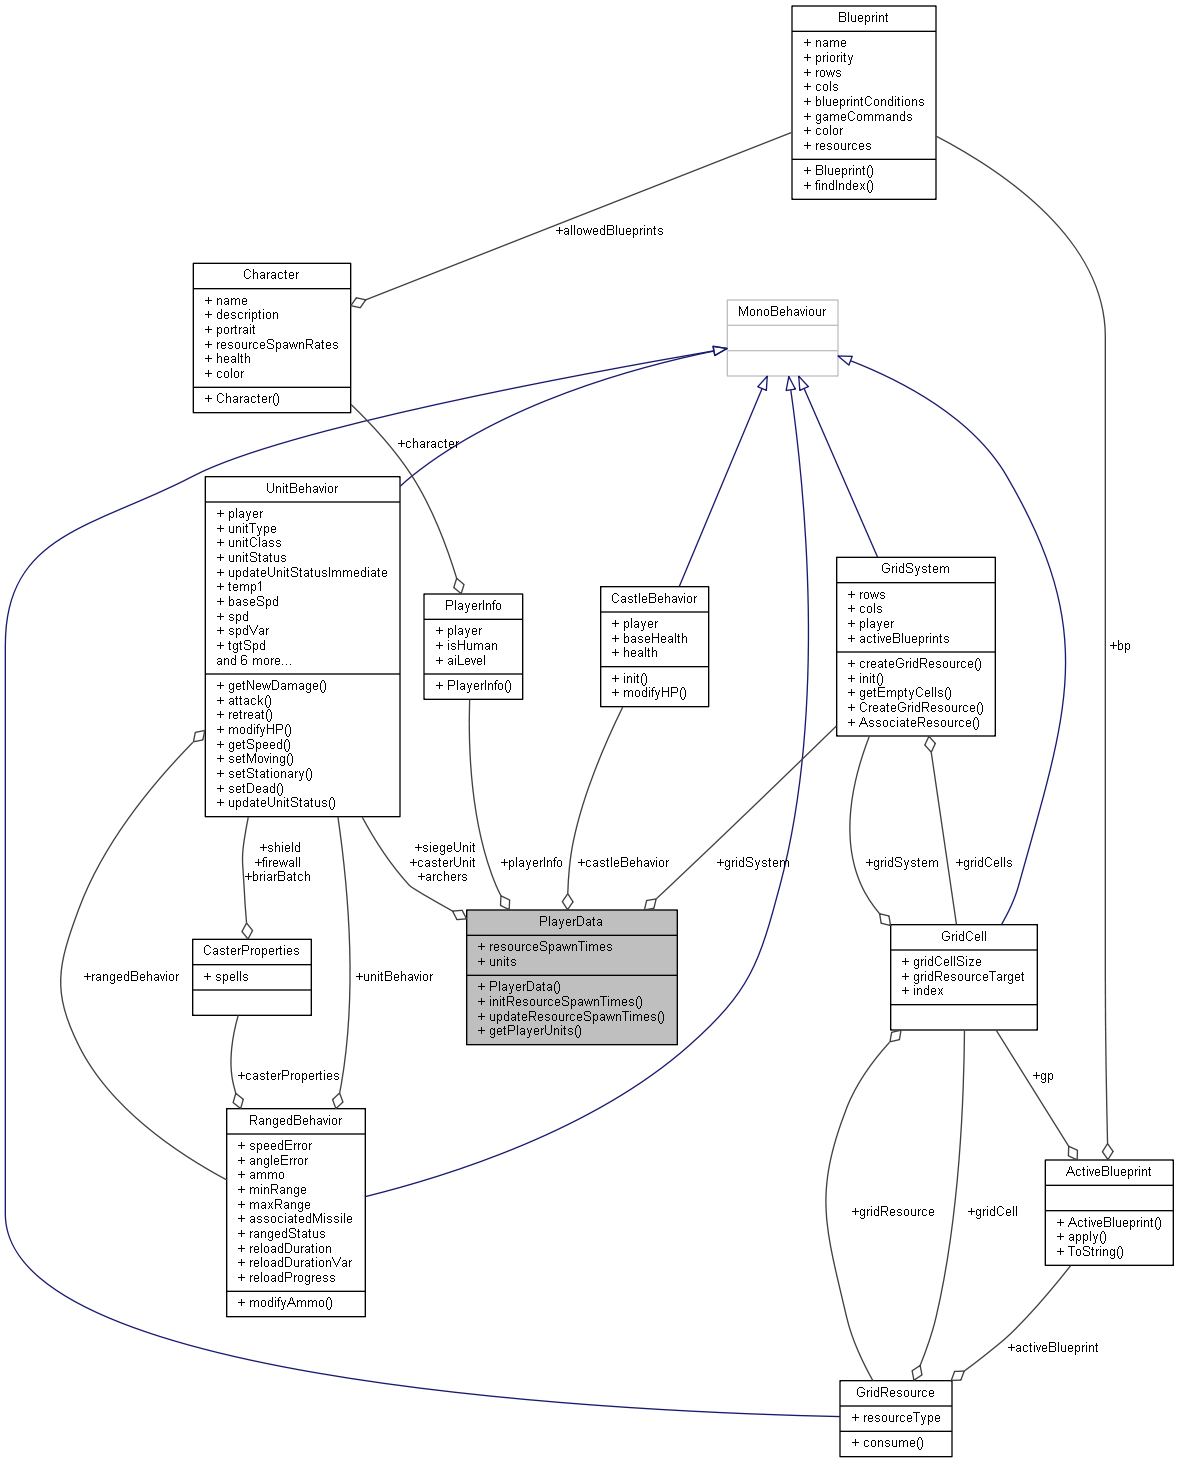 Blueprint
+ name
+ priority
+ rows
+ cols
+ blueprintConditions
+ gameCommands
+ color
+ resources
+ Blueprint()
+ findIndex()
+allowedBlueprints
Character
+ name
+ description
+ portrait
+ resourceSpawnRates
+ health
+ color
+ Character()
MonoBehaviour
+character
UnitBehavior
+ player
+ unitType
+ unitClass
+ unitStatus
+ updateUnitStatusImmediate
+ temp1
+ baseSpd
+ spd
+ spdVar
+ tgtSpd
and 6 more...
+ getNewDamage()
+ attack()
+ retreat()
+ modifyHP()
+ getSpeed()
+ setMoving()
+ setStationary()
+ setDead()
+ updateUnitStatus()
PlayerInfo
+ player
+ isHuman
+ aiLevel
+ PlayerInfo()
CastleBehavior
+ player
+ baseHealth
+ health
+ init()
+ modifyHP()
GridSystem
+ rows
+ cols
+ player
+ activeBlueprints
+ createGridResource()
+ init()
+ getEmptyCells()
+ CreateGridResource()
+ AssociateResource()
+bp
+shield
+firewall
+briarBatch
+siegeUnit
+casterUnit
+archers
+playerInfo
+castleBehavior
+gridSystem
+gridSystem
+gridCells
PlayerData
+ resourceSpawnTimes
+ units
+ PlayerData()
+ initResourceSpawnTimes()
+ updateResourceSpawnTimes()
+ getPlayerUnits()
CasterProperties
+ spells
GridCell
+ gridCellSize
+ gridResourceTarget
+ index
+rangedBehavior
+unitBehavior
+casterProperties
+gp
RangedBehavior
+ speedError
+ angleError
+ ammo
+ minRange
+ maxRange
+ associatedMissile
+ rangedStatus
+ reloadDuration
+ reloadDurationVar
+ reloadProgress
+ modifyAmmo()
ActiveBlueprint
+ ActiveBlueprint()
+ apply()
+ ToString()
+gridResource
+gridCell
+activeBlueprint
GridResource
+ resourceType
+ consume()